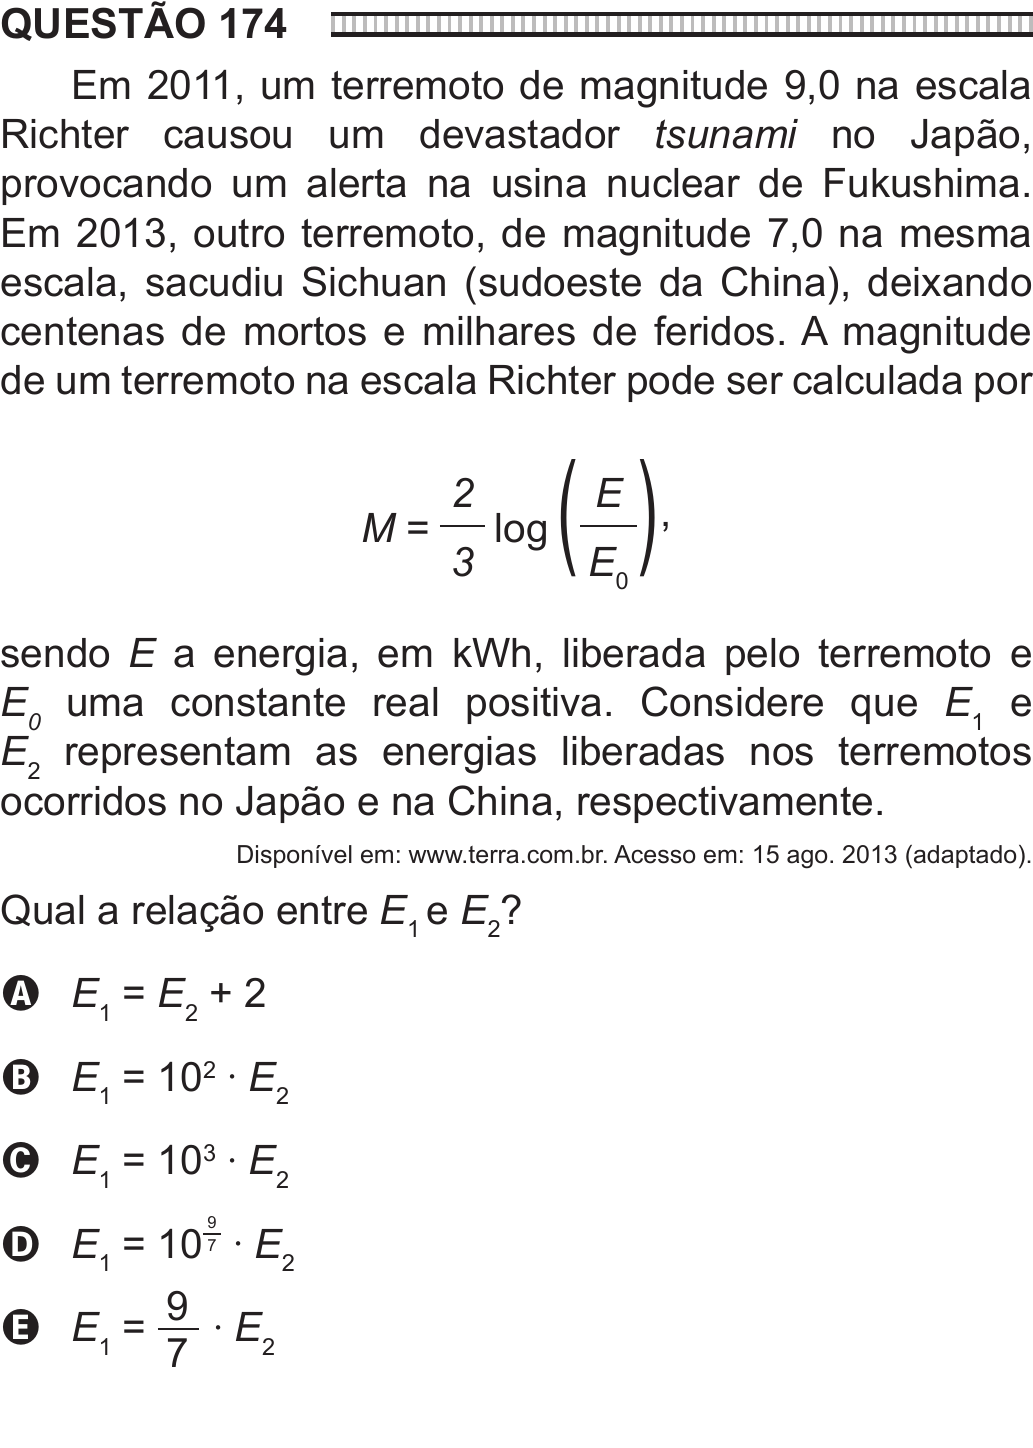 QUESTÃO 174
Em 2011, um terremoto de magnitude 9,0 na escala
Richter causou um devastador tsunami no Japão,
provocando um alerta na usina nuclear de Fukushima.
Em 2013, outro terremoto, de magnitude 7,0 na mesma
escala, sacudiu Sichuan (sudoeste da China), deixando
centenas de mortos e milhares de feridos. A magnitude
de um terremoto na escala Richter pode ser calculada por
M = 2/3 log (E/E₀),
sendo E a energia, em kWh, liberada pelo terremoto e
E₀ uma constante real positiva. Considere que E₁ e
E₂ representam as energias liberadas nos terremotos
ocorridos no Japão e na China, respectivamente.
Disponível em: www.terra.com.br. Acesso em: 15 ago. 2013 (adaptado).
Qual a relação entre E₁ e E₂?
A E₁ = E₂ + 2
B E₁ = 10² · E₂
C E₁ = 10³ · E₂
D E₁ = 10^(9/7) · E₂
E E₁ = 9/7 · E₂